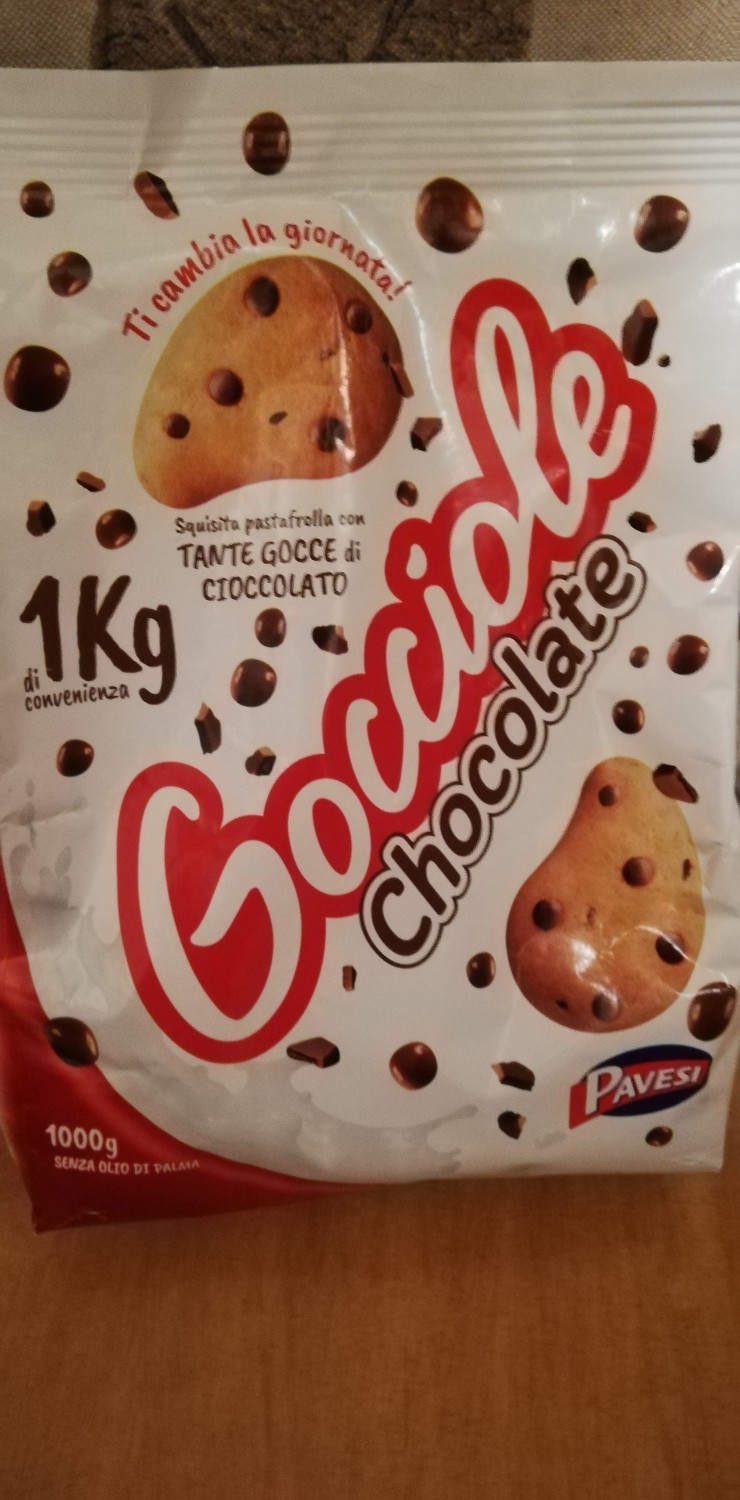 Ti cambia la giornata!
Squisita pastafrolla con
TANTE GOCCE di
CIOCCOLATO
1Kg
di
convenienza
Gocciole
Chocolate
PAVESI
1000g
SENZA OLIO DI PALMA